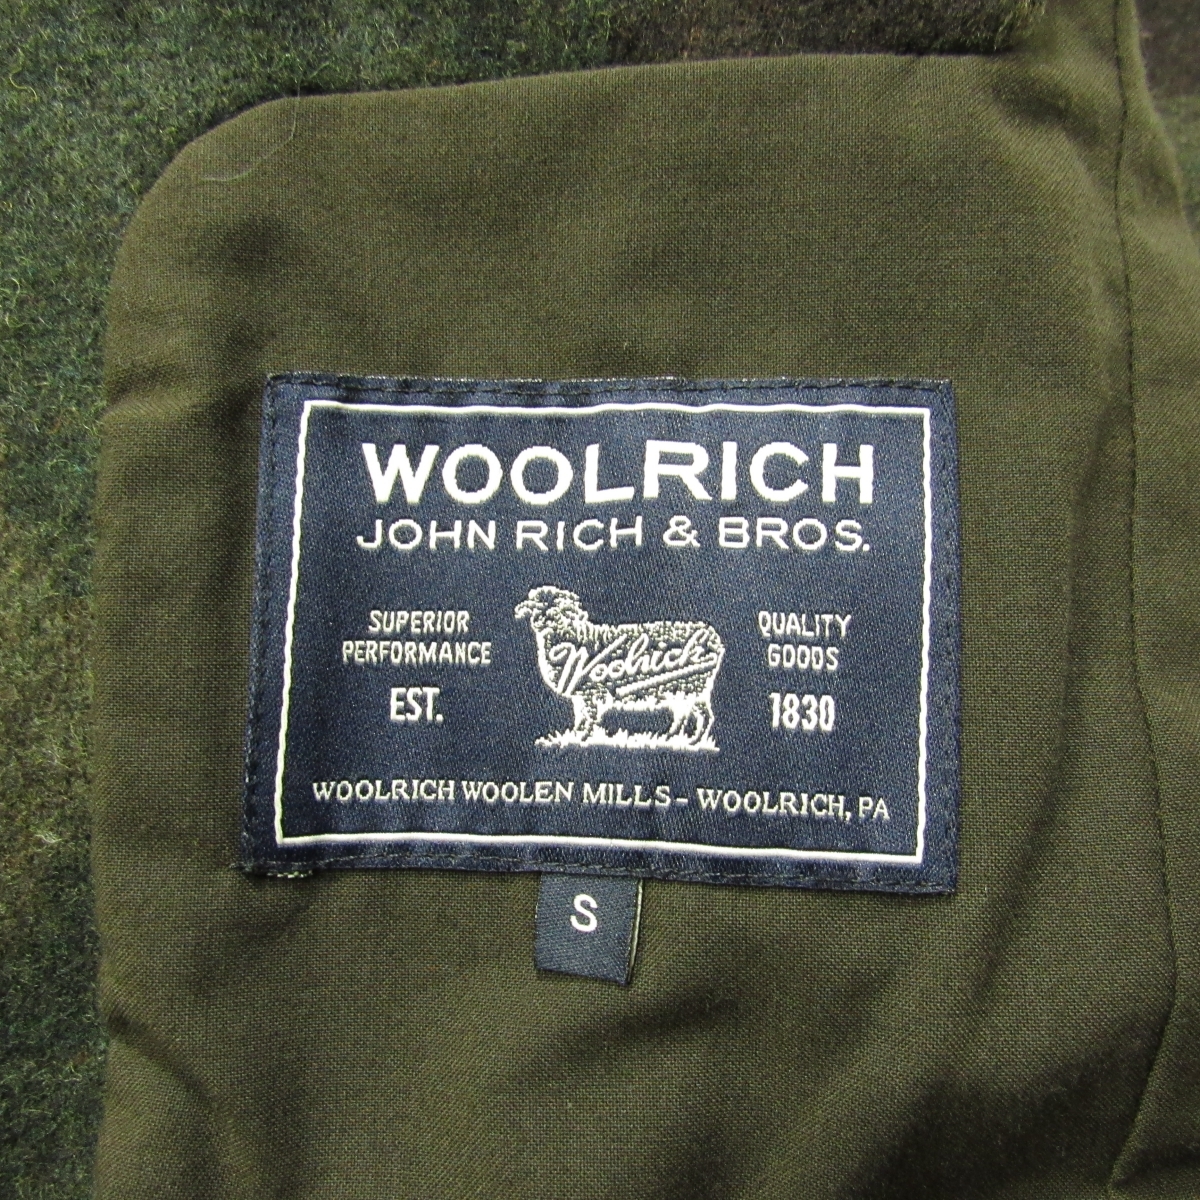 WOOLRICH
JOHN RICH & BROS.
SUPERIOR
PERFORMANCE
EST.
Woolrich
QUALITY
GOODS
1830
WOOLRICH WOOLEN MILLS - WOOLRICH, PA
S